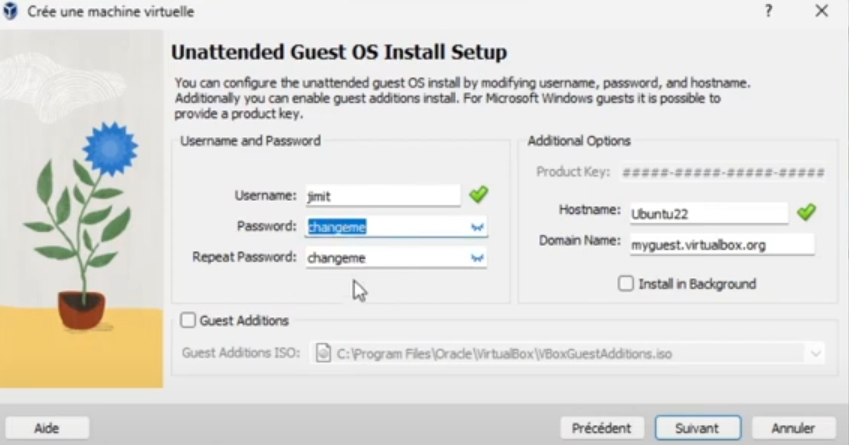 Crée une machine virtuelle
Unattended Guest OS Install Setup
You can configure the unattended guest OS install by modifying username, password, and hostname.
Additionally you can enable guest additions install. For Microsoft Windows guests it is possible to
provide a product key.
Username and Password
Username: jimit
Password: changeme
Repeat Password: changeme
Additional Options
Product Key: #####-#####-#####-#####-#####
Hostname: Ubuntu22
Domain Name: myguest.virtualbox.org
Install in Background
Guest Additions
Guest Additions ISO: C:\Program Files\Oracle\VirtualBox\VBoxGuestAdditions.iso
Aide
Précédent
Suivant
Annuler